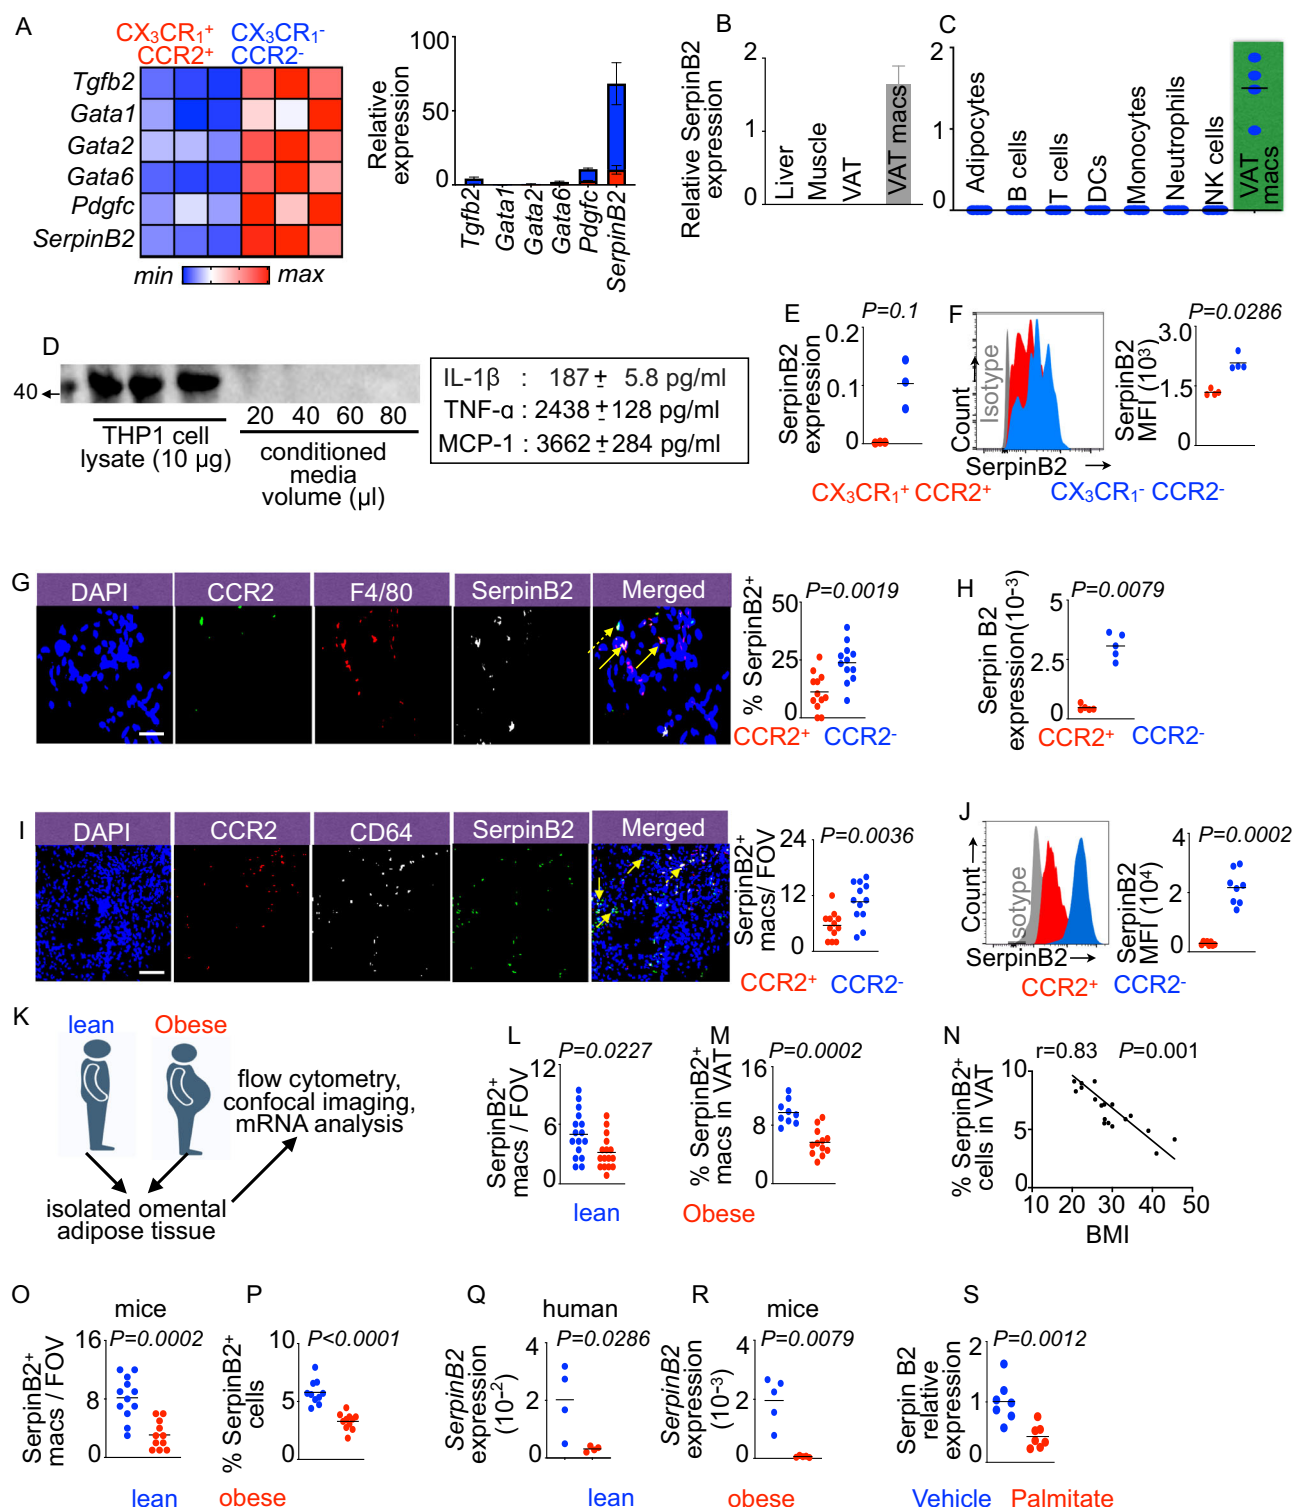 A
CX3CR1+ CX3CR1-
CCR2+ CCR2-
Tgfb2
Gata1
Gata2
Gata6
Pdgfc
SerpinB2
min max
Relative
expression
100
50
0
Tgfb2
Gata1
Gata2
Gata6
Pdgfc
SerpinB2
B
Relative SerpinB2
expression
2
1
0
Liver
Muscle
VAT
VAT macs
C
2
1
0
Adipocytes
B cells
T cells
DCs
Monocytes
Neutrophils
NK cells
VAT
macs
D
40
THP1 cell
lysate (10 µg)
20 40 60 80
conditioned
media
volume (µl)
IL-1β : 187 ± 5.8 pg/ml
TNF-α : 2438 ± 128 pg/ml
MCP-1 : 3662 ± 284 pg/ml
E
P=0.1
SerpinB2
expression
0.2
0.1
0
F
Count
Isotype
SerpinB2
P=0.0286
SerpinB2
MFI (10³)
3.0
1.5
0
CX3CR1+ CCR2+ CX3CR1- CCR2-
G
DAPI CCR2 F4/80 SerpinB2 Merged
P=0.0019
% SerpinB2+
50
25
0
CCR2+ CCR2-
H
P=0.0079
Serpin B2
expression(10-3)
5
2.5
0
CCR2+ CCR2-
I
DAPI CCR2 CD64 SerpinB2 Merged
P=0.0036
SerpinB2+
macs/ FOV
24
12
0
CCR2+ CCR2-
J
Count
Isotype
SerpinB2
P=0.0002
SerpinB2
MFI (10⁴)
4
2
0
CCR2+ CCR2-
K
lean Obese
flow cytometry,
confocal imaging,
mRNA analysis
isolated omental
adipose tissue
L
P=0.0227
SerpinB2+
macs / FOV
12
6
0
M
P=0.0002
% SerpinB2+
macs in VAT
16
8
0
lean Obese
N
r=0.83 P=0.001
% SerpinB2+
cells in VAT
10
5
0
10 20 30 40 50
BMI
O
mice
P=0.0002
SerpinB2+
macs / FOV
16
8
0
P
P<0.0001
% SerpinB2+
cells
10
5
0
lean obese
Q
human
P=0.0286
SerpinB2
expression
(10-2)
4
2
0
R
mice
P=0.0079
SerpinB2
expression
(10-3)
4
2
0
lean obese
S
P=0.0012
Serpin B2
relative
expression
2
1
0
Vehicle Palmitate